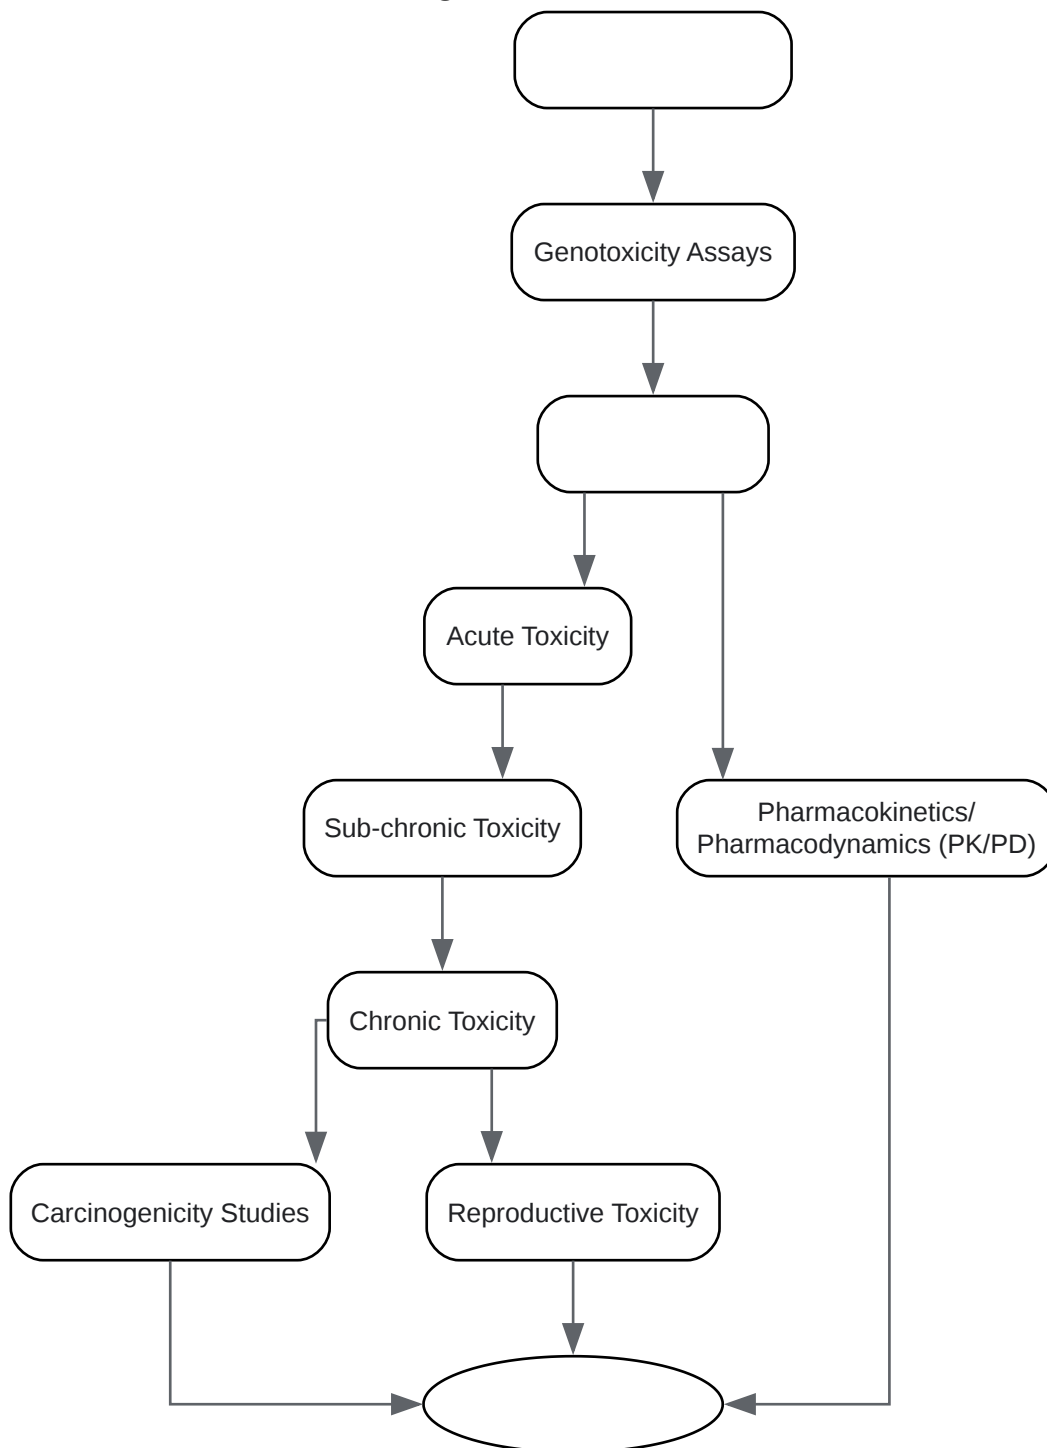 Genotoxicity Assays
Acute Toxicity
Sub-chronic Toxicity
Pharmacokinetics/
Pharmacodynamics (PK/PD)
Chronic Toxicity
Carcinogenicity Studies
Reproductive Toxicity